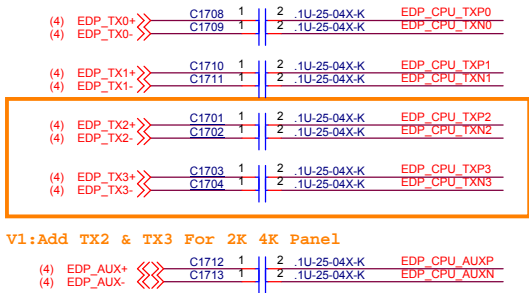 (4) EDP_TX0+ C1708 1 2 .1U-25-04X-K EDP_CPU_TXP0
(4) EDP_TX0- C1709 1 2 .1U-25-04X-K EDP_CPU_TXN0
(4) EDP_TX1+ C1710 1 2 .1U-25-04X-K EDP_CPU_TXP1
(4) EDP_TX1- C1711 1 2 .1U-25-04X-K EDP_CPU_TXN1
(4) EDP_TX2+ C1701 1 2 .1U-25-04X-K EDP_CPU_TXP2
(4) EDP_TX2- C1702 1 2 .1U-25-04X-K EDP_CPU_TXN2
(4) EDP_TX3+ C1703 1 2 .1U-25-04X-K EDP_CPU_TXP3
(4) EDP_TX3- C1704 1 2 .1U-25-04X-K EDP_CPU_TXN3
V1:Add TX2 & TX3 For 2K 4K Panel
(4) EDP_AUX+ C1712 1 2 .1U-25-04X-K EDP_CPU_AUXP
(4) EDP_AUX- C1713 1 2 .1U-25-04X-K EDP_CPU_AUXN